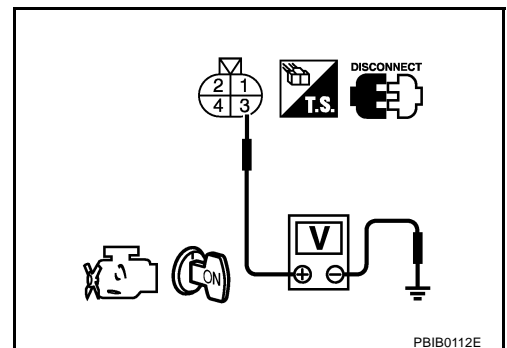 DISCONNECT
2 1
4 3
T.S.
V
ON
+ -
PBIB0112E